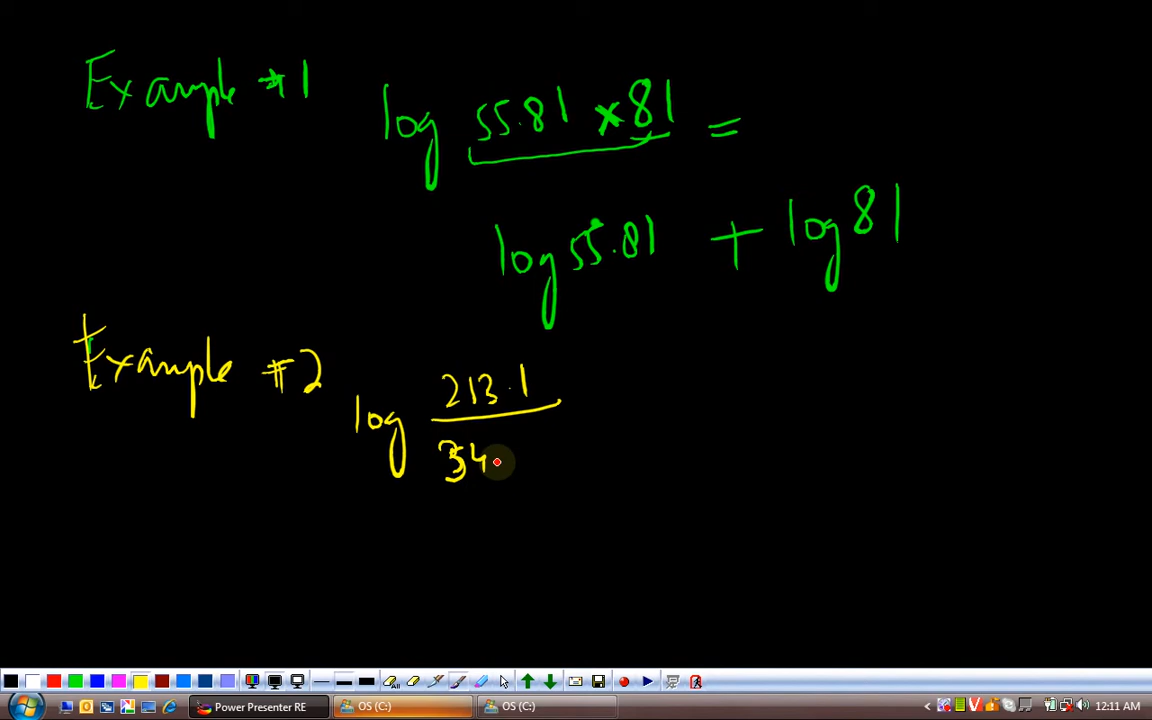 Example #1
log 55.81 × 81 =
log 55.81 + log 81
Example #2
log 213.1
34
Power Presenter RE
OS (C:)
OS (C:)
12:11 AM